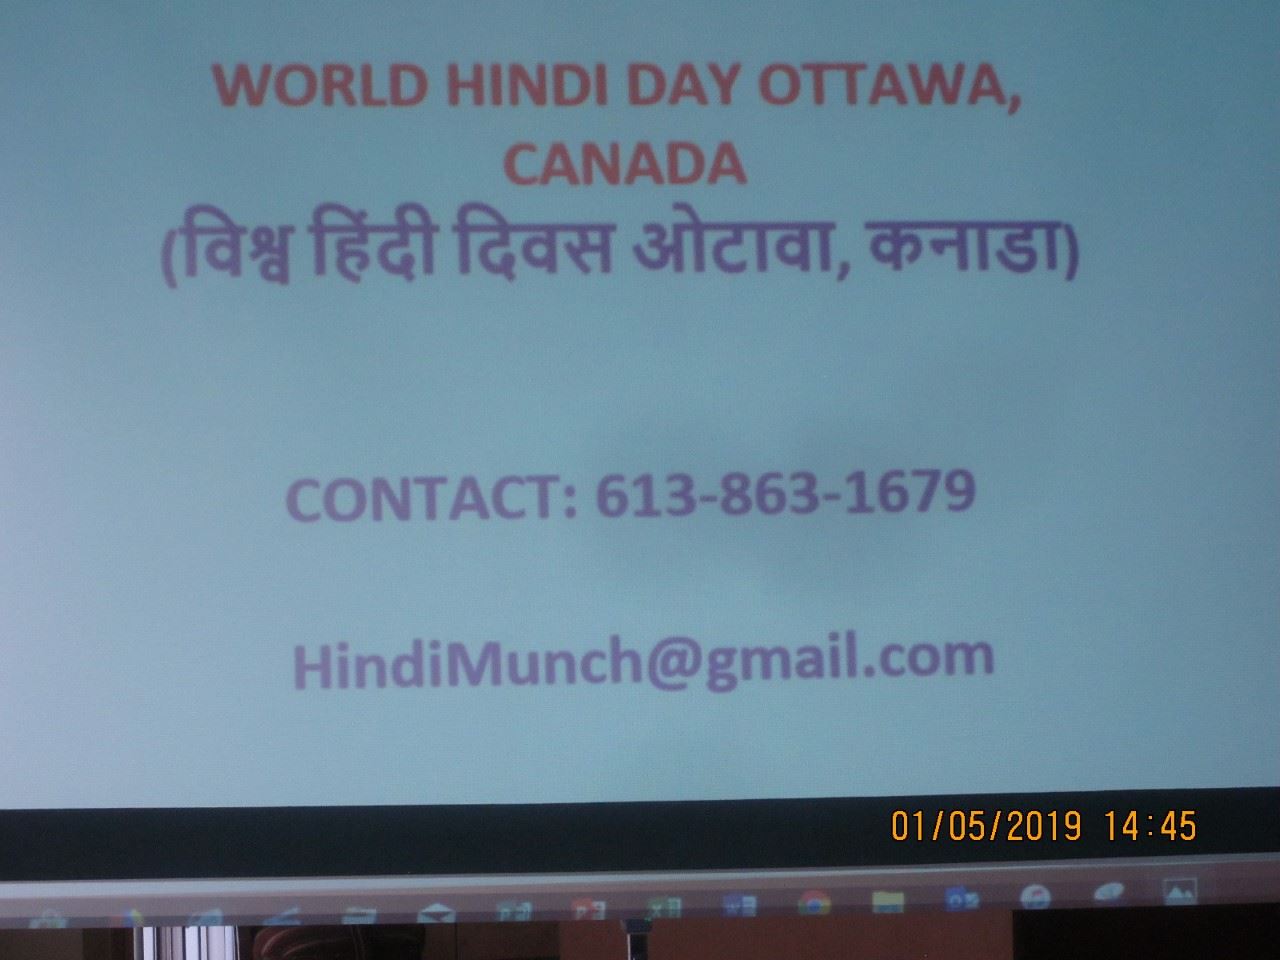 WORLD HINDI DAY OTTAWA,
CANADA
(विश्व हिंदी दिवस ओटावा, कनाडा)
CONTACT: 613-863-1679
HindiMunch@gmail.com
01/05/2019 14:45